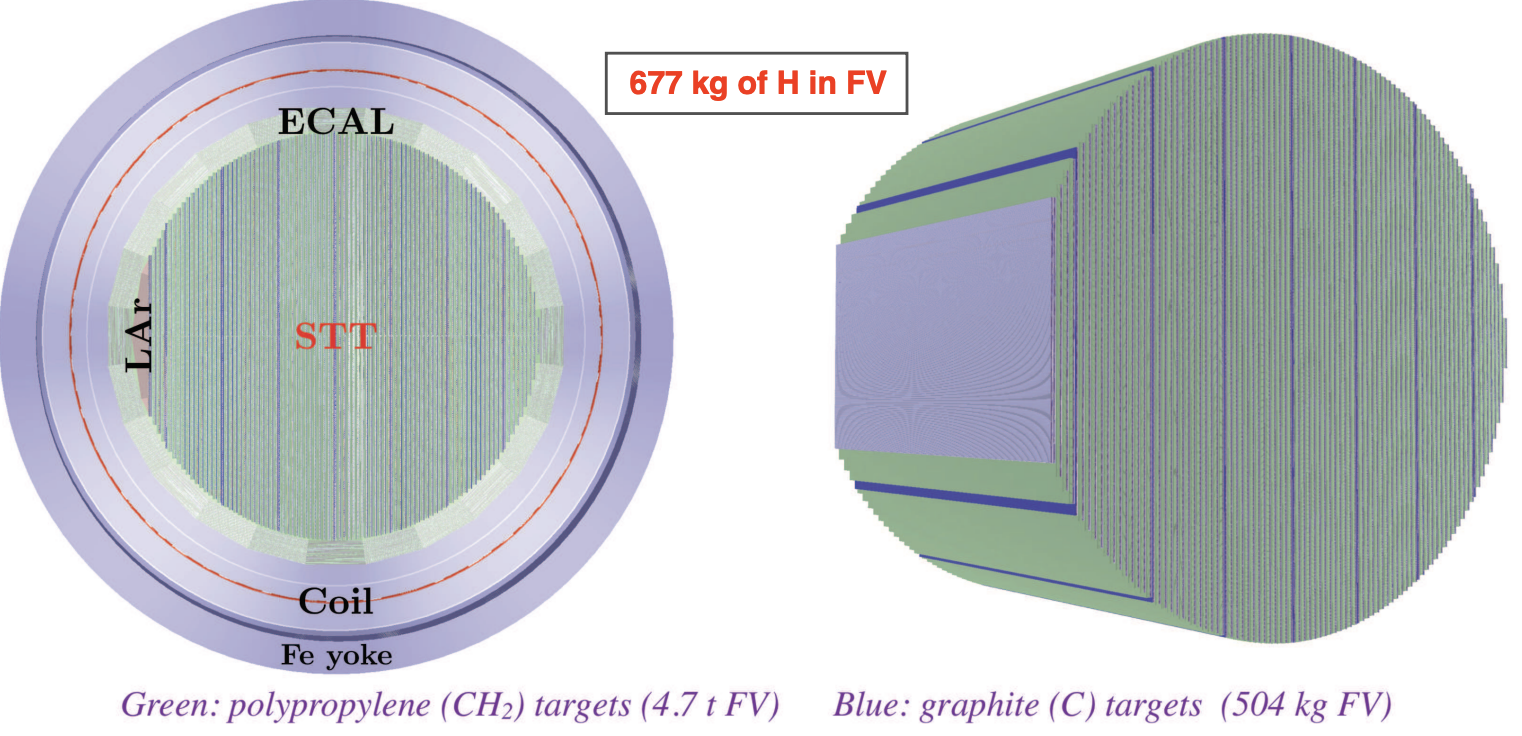 677 kg of H in FV
ECAL
LAr
STT
Coil
Fe yoke
Green: polypropylene (CH₂) targets (4.7 t FV)
Blue: graphite (C) targets (504 kg FV)